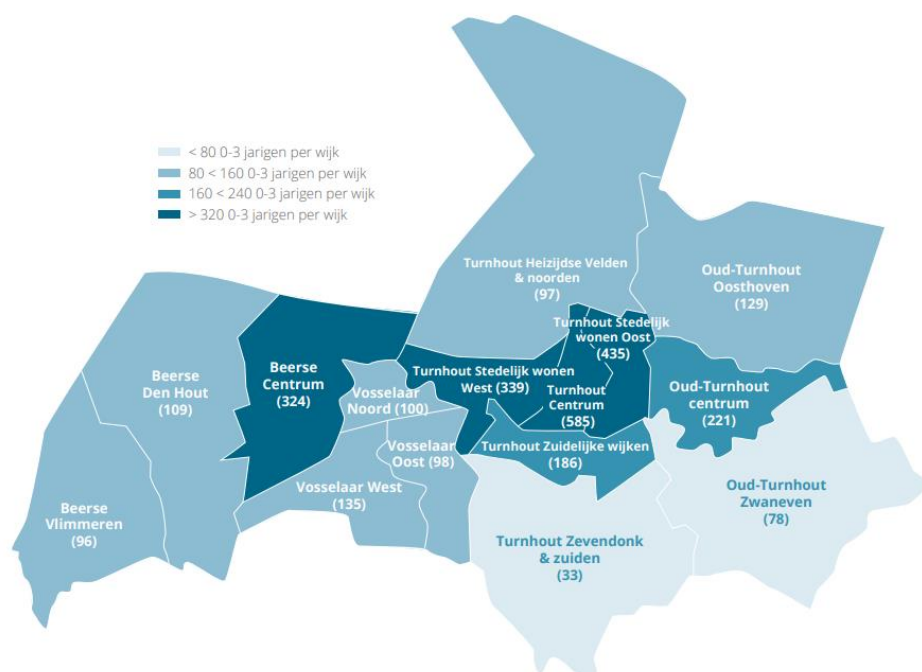 < 80 0-3 jarigen per wijk
80 < 160 0-3 jarigen per wijk
160 < 240 0-3 jarigen per wijk
> 320 0-3 jarigen per wijk
Turnhout Heizijdse Velden
& noorden
(97)
Oud-Turnhout
Oosthoven
(129)
Turnhout Stedelijk
wonen Oost
(435)
Beerse
Centrum
(324)
Beerse
Den Hout
(109)
Vosselaar
Noord (100)
Turnhout Stedelijk wonen
West (339)
Turnhout
Centrum
(585)
Oud-Turnhout
centrum
(221)
Vosselaar
Oost (98)
Turnhout Zuidelijke wijken
(186)
Vosselaar West
(135)
Beerse
Vlimmeren
(96)
Oud-Turnhout
Zwaneven
(78)
Turnhout Zevendonk
& zuiden
(33)